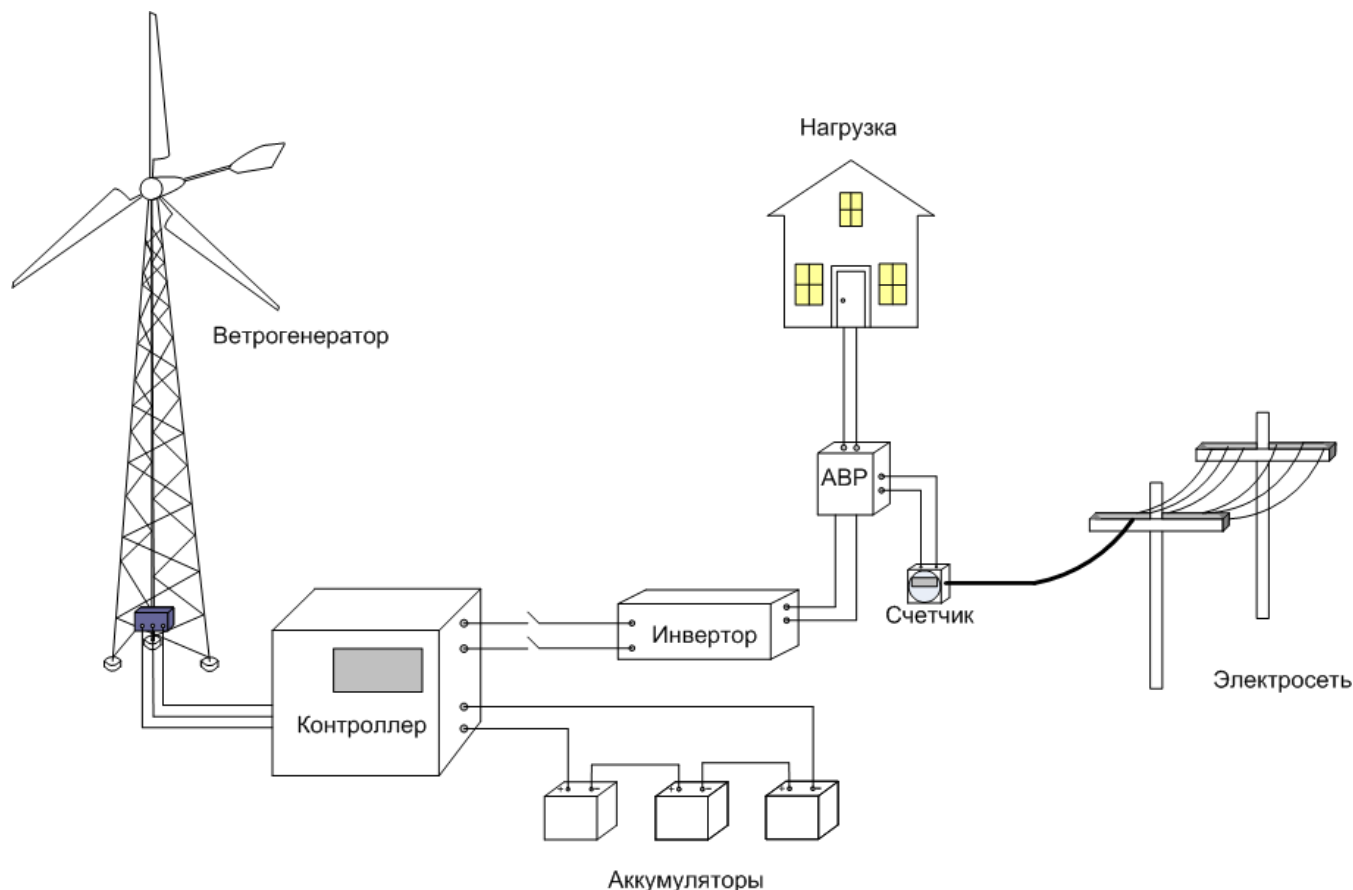 Нагрузка
Ветрогенератор
АВР
Счетчик
Инвертор
Электросеть
Контроллер
+ − + − + −
Аккумуляторы